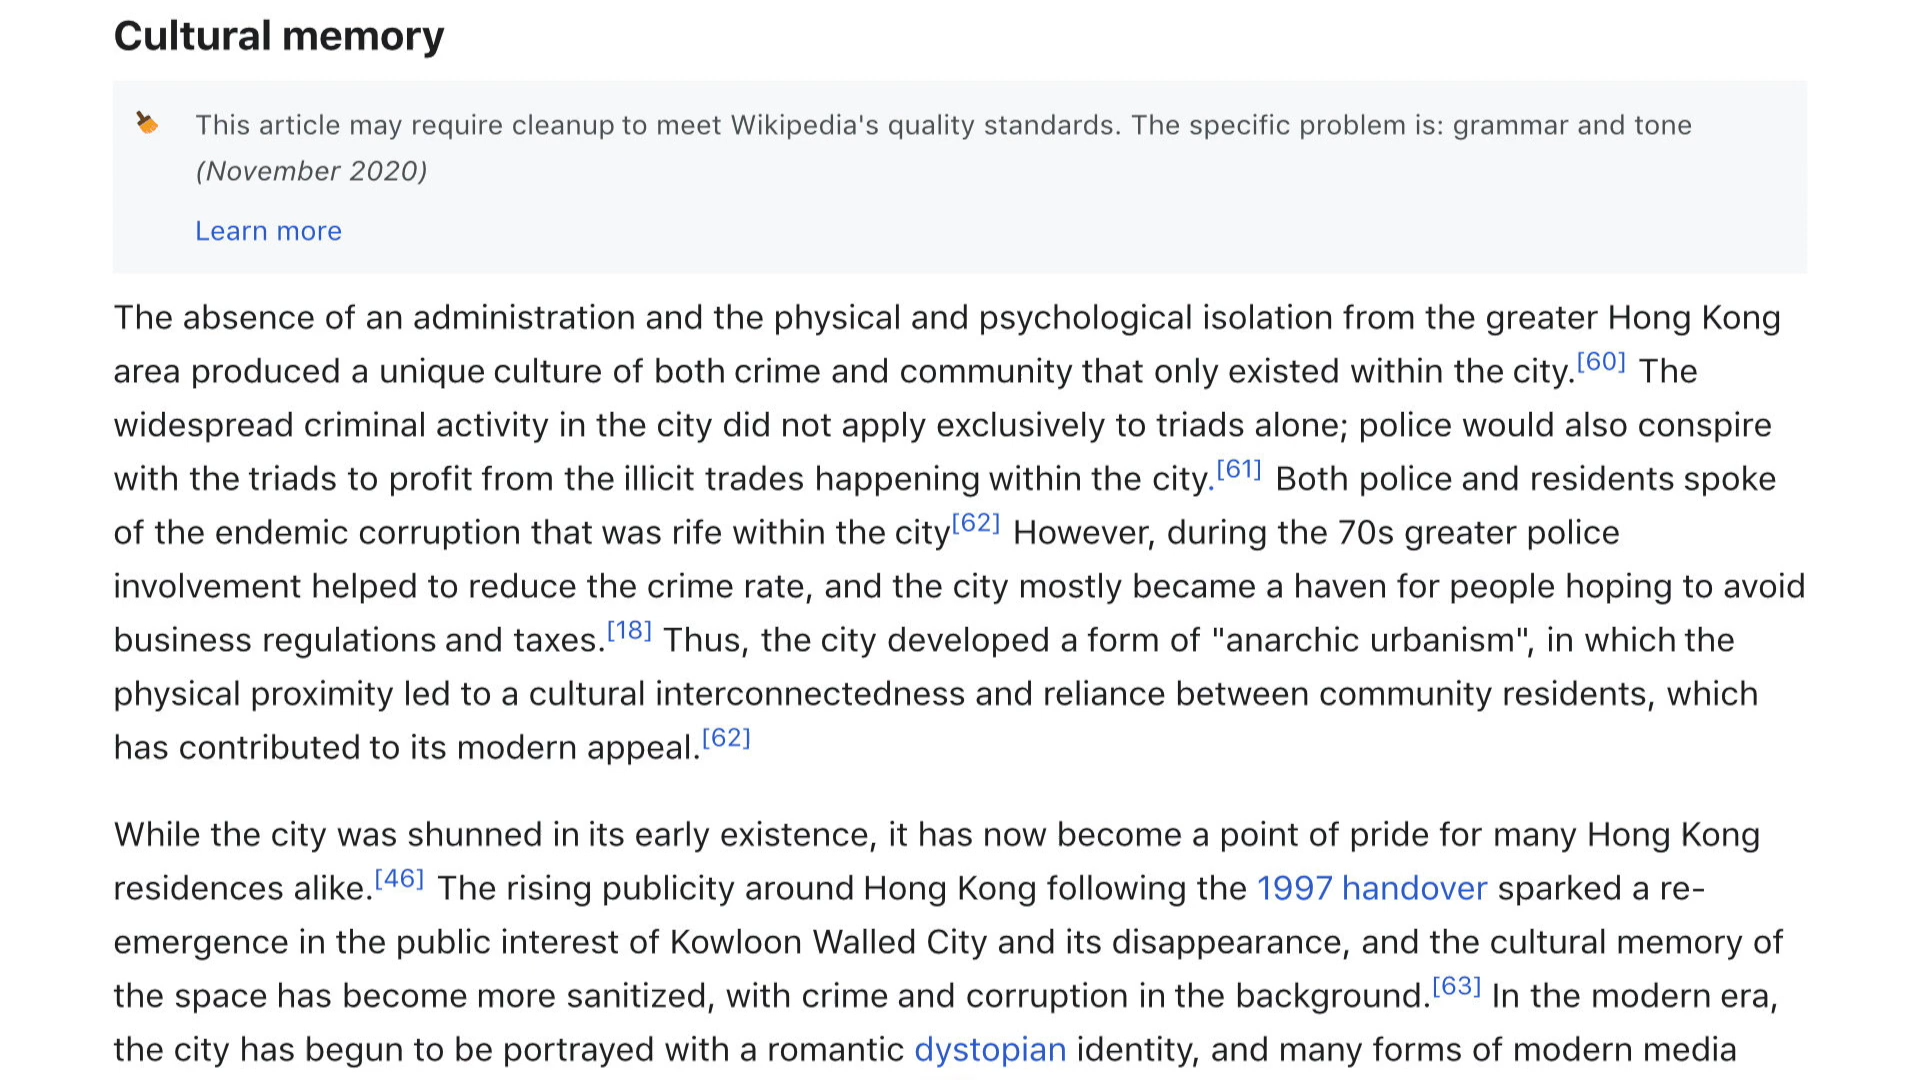 Cultural memory
This article may require cleanup to meet Wikipedia's quality standards. The specific problem is: grammar and tone
(November 2020)
Learn more
The absence of an administration and the physical and psychological isolation from the greater Hong Kong
area produced a unique culture of both crime and community that only existed within the city.[60] The
widespread criminal activity in the city did not apply exclusively to triads alone; police would also conspire
with the triads to profit from the illicit trades happening within the city.[61] Both police and residents spoke
of the endemic corruption that was rife within the city[62] However, during the 70s greater police
involvement helped to reduce the crime rate, and the city mostly became a haven for people hoping to avoid
business regulations and taxes.[18] Thus, the city developed a form of "anarchic urbanism", in which the
physical proximity led to a cultural interconnectedness and reliance between community residents, which
has contributed to its modern appeal.[62]
While the city was shunned in its early existence, it has now become a point of pride for many Hong Kong
residences alike.[46] The rising publicity around Hong Kong following the 1997 handover sparked a re-
emergence in the public interest of Kowloon Walled City and its disappearance, and the cultural memory of
the space has become more sanitized, with crime and corruption in the background.[63] In the modern era,
the city has begun to be portrayed with a romantic dystopian identity, and many forms of modern media